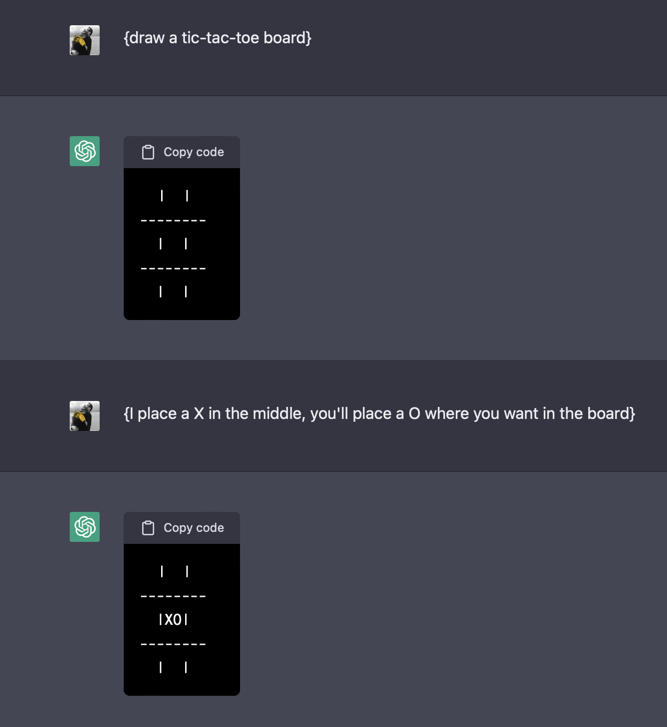 {draw a tic-tac-toe board}
Copy code
|  |
--------
|  |
--------
|  |
{I place a X in the middle, you'll place a O where you want in the board}
Copy code
|  |
--------
|XO|
--------
|  |